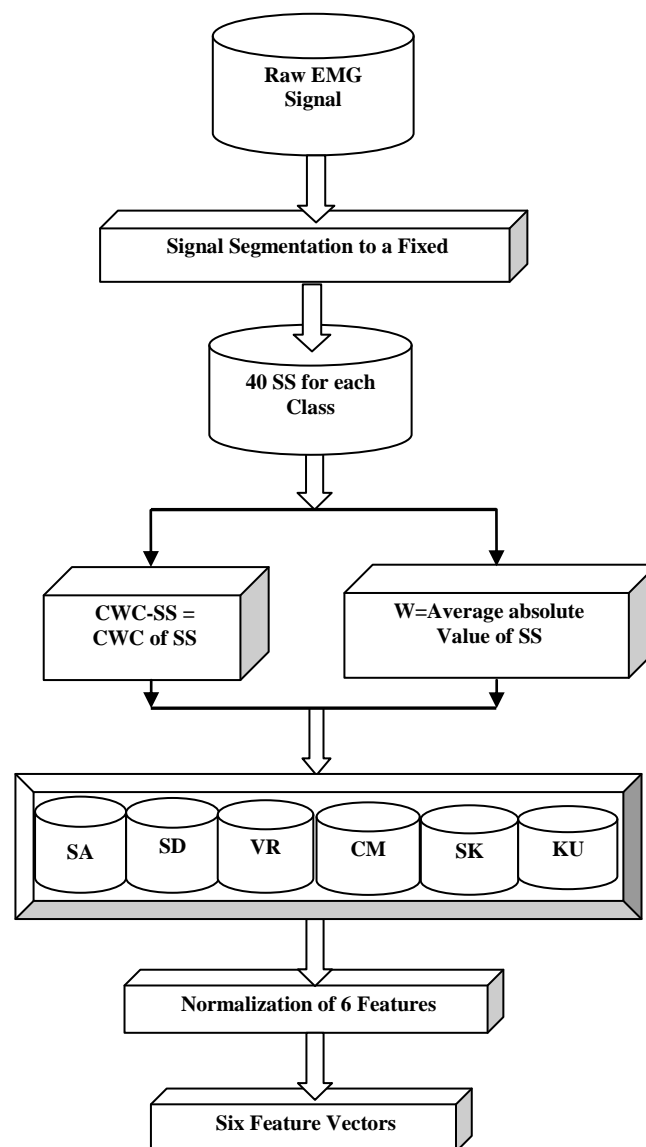 Raw EMG
Signal
Signal Segmentation to a Fixed
40 SS for each
Class
CWC-SS =
CWC of SS
W=Average absolute
Value of SS
SA SD VR CM SK KU
Normalization of 6 Features
Six Feature Vectors